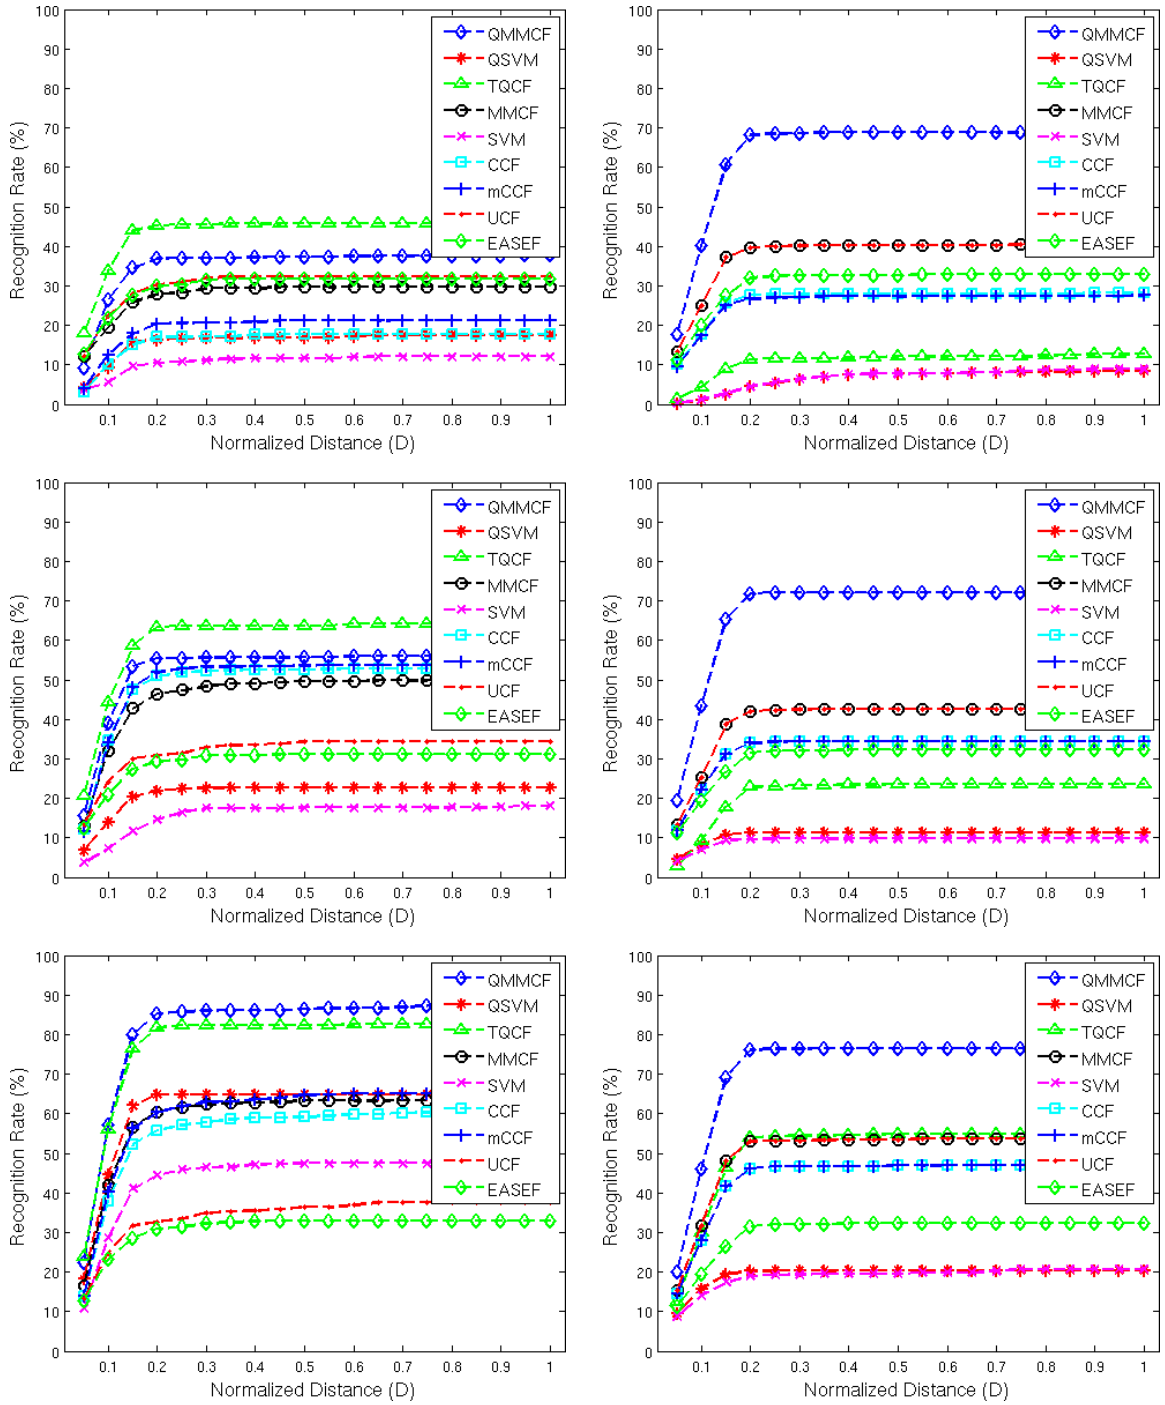 100
90
80
70
60
50
40
30
20
10
0
Recognition Rate (%)
QMMCF
QSVM
TQCF
MMCF
SVM
CCF
mCCF
UCF
EASEF
0.1 0.2 0.3 0.4 0.5 0.6 0.7 0.8 0.9 1
Normalized Distance (D)
100
90
80
70
60
50
40
30
20
10
0
Recognition Rate (%)
QMMCF
QSVM
TQCF
MMCF
SVM
CCF
mCCF
UCF
EASEF
0.1 0.2 0.3 0.4 0.5 0.6 0.7 0.8 0.9 1
Normalized Distance (D)
100
90
80
70
60
50
40
30
20
10
0
Recognition Rate (%)
QMMCF
QSVM
TQCF
MMCF
SVM
CCF
mCCF
UCF
EASEF
0.1 0.2 0.3 0.4 0.5 0.6 0.7 0.8 0.9 1
Normalized Distance (D)
100
90
80
70
60
50
40
30
20
10
0
Recognition Rate (%)
QMMCF
QSVM
TQCF
MMCF
SVM
CCF
mCCF
UCF
EASEF
0.1 0.2 0.3 0.4 0.5 0.6 0.7 0.8 0.9 1
Normalized Distance (D)
100
90
80
70
60
50
40
30
20
10
0
Recognition Rate (%)
QMMCF
QSVM
TQCF
MMCF
SVM
CCF
mCCF
UCF
EASEF
0.1 0.2 0.3 0.4 0.5 0.6 0.7 0.8 0.9 1
Normalized Distance (D)
100
90
80
70
60
50
40
30
20
10
0
Recognition Rate (%)
QMMCF
QSVM
TQCF
MMCF
SVM
CCF
mCCF
UCF
EASEF
0.1 0.2 0.3 0.4 0.5 0.6 0.7 0.8 0.9 1
Normalized Distance (D)